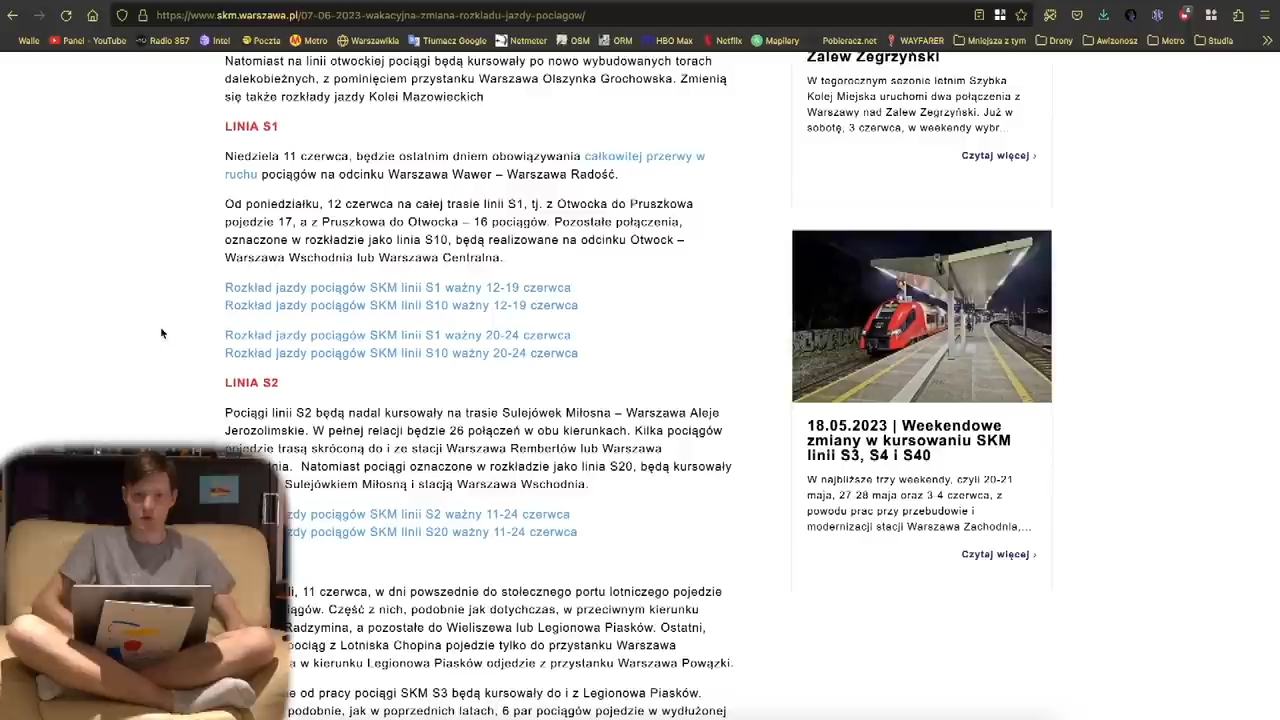 https://www.skm.warszawa.pl/07-06-2023-wakacyjna-zmiana-rozkladu-jazdy-pociagow/
Walle Panel - YouTube Radio 357 Intel Poczta Metro Warszawikia Tłumacz Google Netmeter OSM ORM HBO Max Netflix Mapilary Pobieracz.net WAYFARER Mniejsza z tym Drony Awizonosz Metro Studia
Natomiast na linii otwockiej pociągi będą kursowały po nowo wybudowanych torach
dalekobieżnych, z pominięciem przystanku Warszawa Olszynka Grochowska. Zmienią
się także rozkłady jazdy Kolei Mazowieckich
LINIA S1
Niedziela 11 czerwca, będzie ostatnim dniem obowiązywania całkowitej przerwy w
ruchu pociągów na odcinku Warszawa Wawer – Warszawa Radość.
Od poniedziałku, 12 czerwca na całej trasie linii S1, tj. z Otwocka do Pruszkowa
pojedzie 17, a z Pruszkowa do Otwocka – 16 pociągów. Pozostałe połączenia,
oznaczone w rozkładzie jako linia S10, będą realizowane na odcinku Otwock –
Warszawa Wschodnia lub Warszawa Centralna.
Rozkład jazdy pociągów SKM linii S1 ważny 12-19 czerwca
Rozkład jazdy pociągów SKM linii S10 ważny 12-19 czerwca
Rozkład jazdy pociągów SKM linii S1 ważny 20-24 czerwca
Rozkład jazdy pociągów SKM linii S10 ważny 20-24 czerwca
LINIA S2
Pociągi linii S2 będą nadal kursowały na trasie Sulejówek Miłosna – Warszawa Aleje
Jerozolimskie. W pełnej relacji będzie 26 połączeń w obu kierunkach. Kilka pociągów
pojedzie trasą skróconą do i ze stacji Warszawa Rembertów lub Warszawa
Natomiast pociągi oznaczone w rozkładzie jako linia S20, będą kursowały
Sulejówkiem Miłosną i stacją Warszawa Wschodnia.
zdy pociągów SKM linii S2 ważny 11-24 czerwca
zdy pociągów SKM linii S20 ważny 11-24 czerwca
li, 11 czerwca, w dni powszednie do stołecznego portu lotniczego pojedzie
iągów. Część z nich, podobnie jak dotychczas, w przeciwnym kierunku
Radzymina, a pozostałe do Wieliszewa lub Legionowa Piasków. Ostatni,
pociąg z Lotniska Chopina pojedzie tylko do przystanku Warszawa
a w kierunku Legionowa Piasków odjedzie z przystanku Warszawa Powązki.
ne od pracy pociągi SKM S3 będą kursowały do i z Legionowa Piasków.
podobnie, jak w poprzednich latach, 6 par pociągów pojedzie w wydłużonej
Zalew Zegrzyński
W tegorocznym sezonie letnim Szybka
Kolej Miejska uruchomi dwa połączenia z
Warszawy nad Zalew Zegrzyński. Już w
sobotę, 3 czerwca, w weekendy wybr...
Czytaj więcej ›
18.05.2023 | Weekendowe
zmiany w kursowaniu SKM
linii S3, S4 i S40
W najbliższe trzy weekendy, czyli 20-21
maja, 27-28 maja oraz 3-4 czerwca, z
powodu prac przy przebudowie i
modernizacji stacji Warszawa Zachodnia,...
Czytaj więcej ›